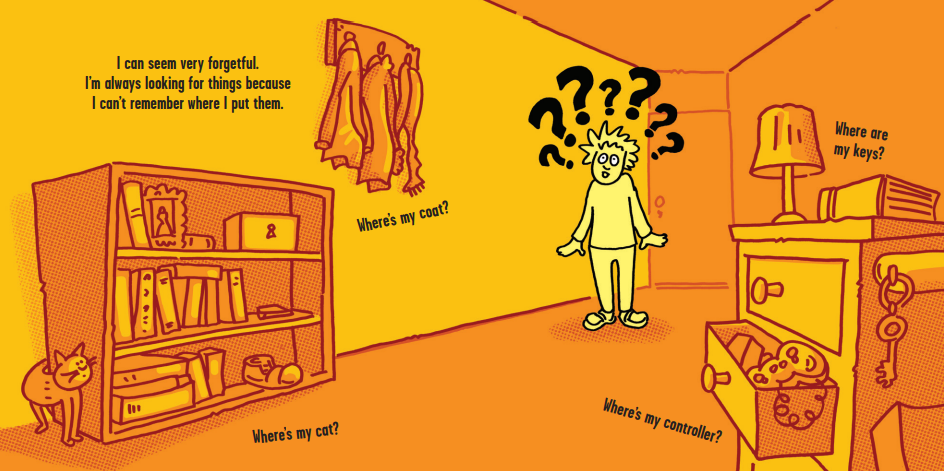 I can seem very forgetful.
I'm always looking for things because
I can't remember where I put them.
? ? ? ? ? ? ?
Where are
my keys?
Where's my coat?
Where's my controller?
Where's my cat?